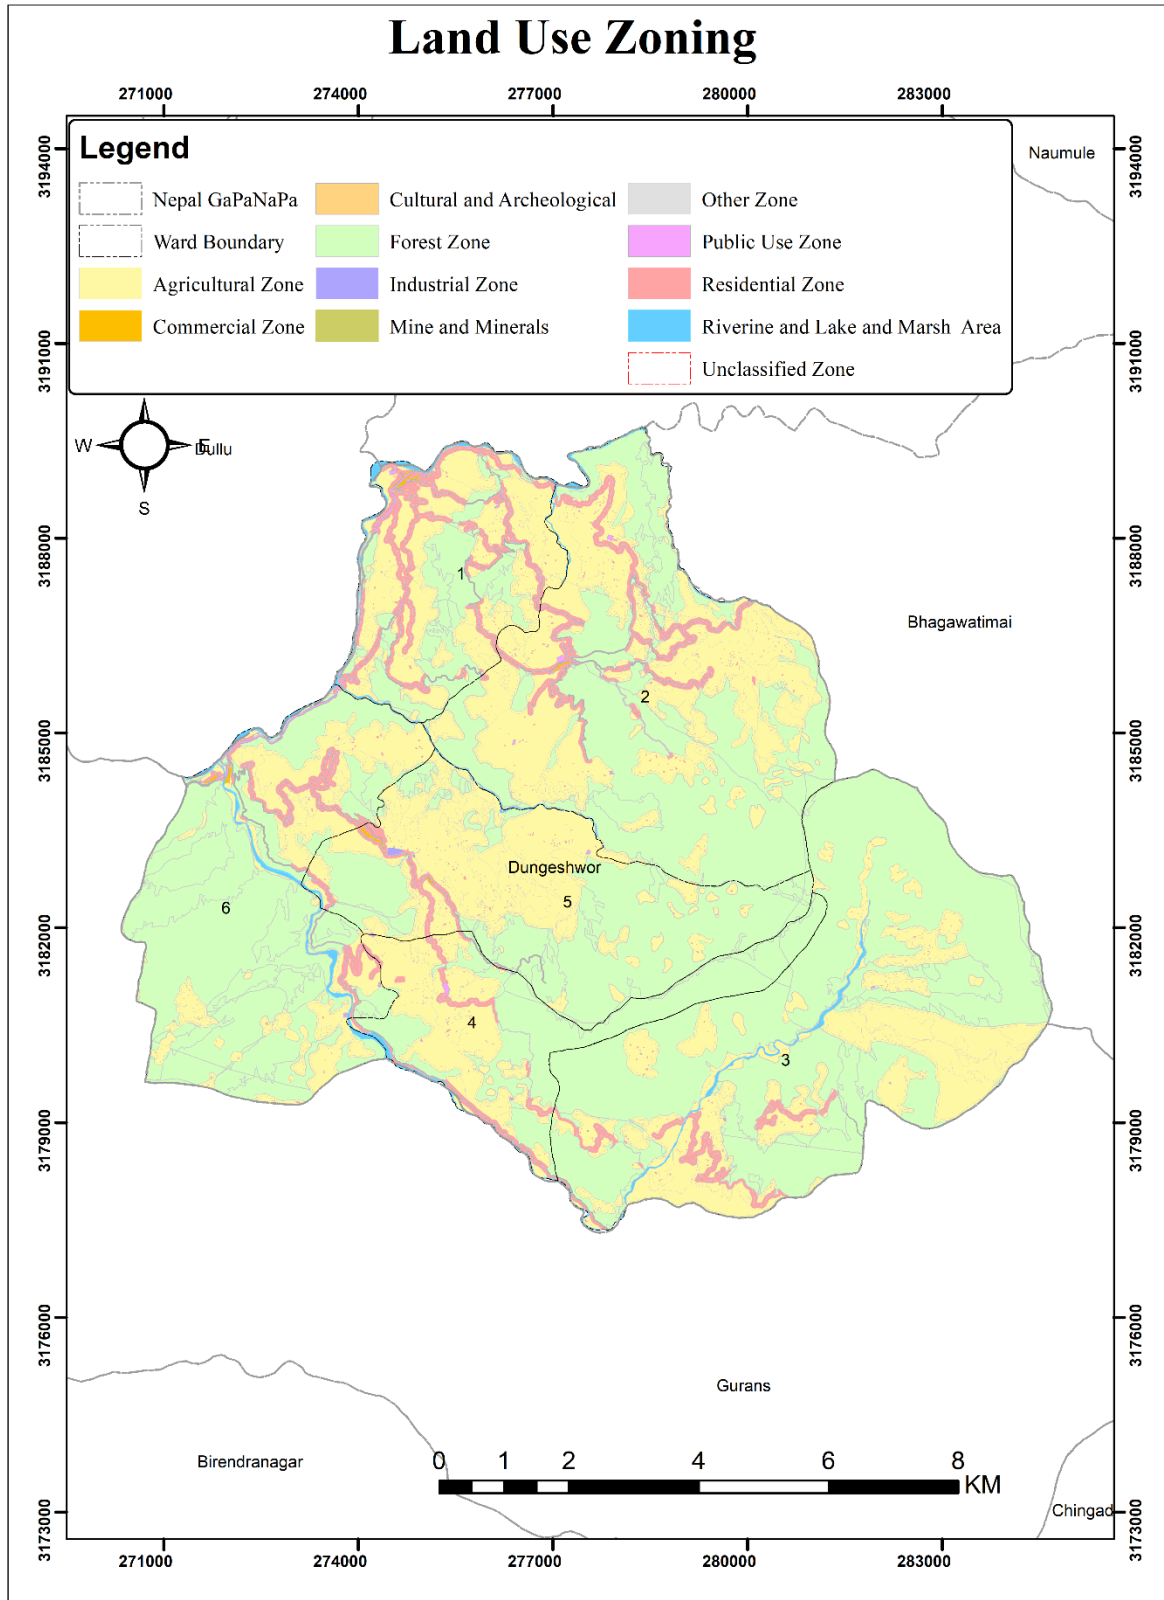 Land Use Zoning
271000 274000 277000 280000 283000
3194000 3194000
Legend
Naumule
Nepal GaPaNaPa Cultural and Archeological Other Zone
Ward Boundary Forest Zone Public Use Zone
Agricultural Zone Industrial Zone Residential Zone
Commercial Zone Mine and Minerals Riverine and Lake and Marsh Area
Unclassified Zone
3191000 3191000
W E
Dullu
S
3188000 3188000
1
Bhagawatimai
2
3185000 3185000
Dungeshwor
5
6
3182000 3182000
4
3
3179000 3179000
3176000 3176000
Gurans
Birendranagar
0 1 2 4 6 8
KM
Chingad
3173000 3173000
271000 274000 277000 280000 283000